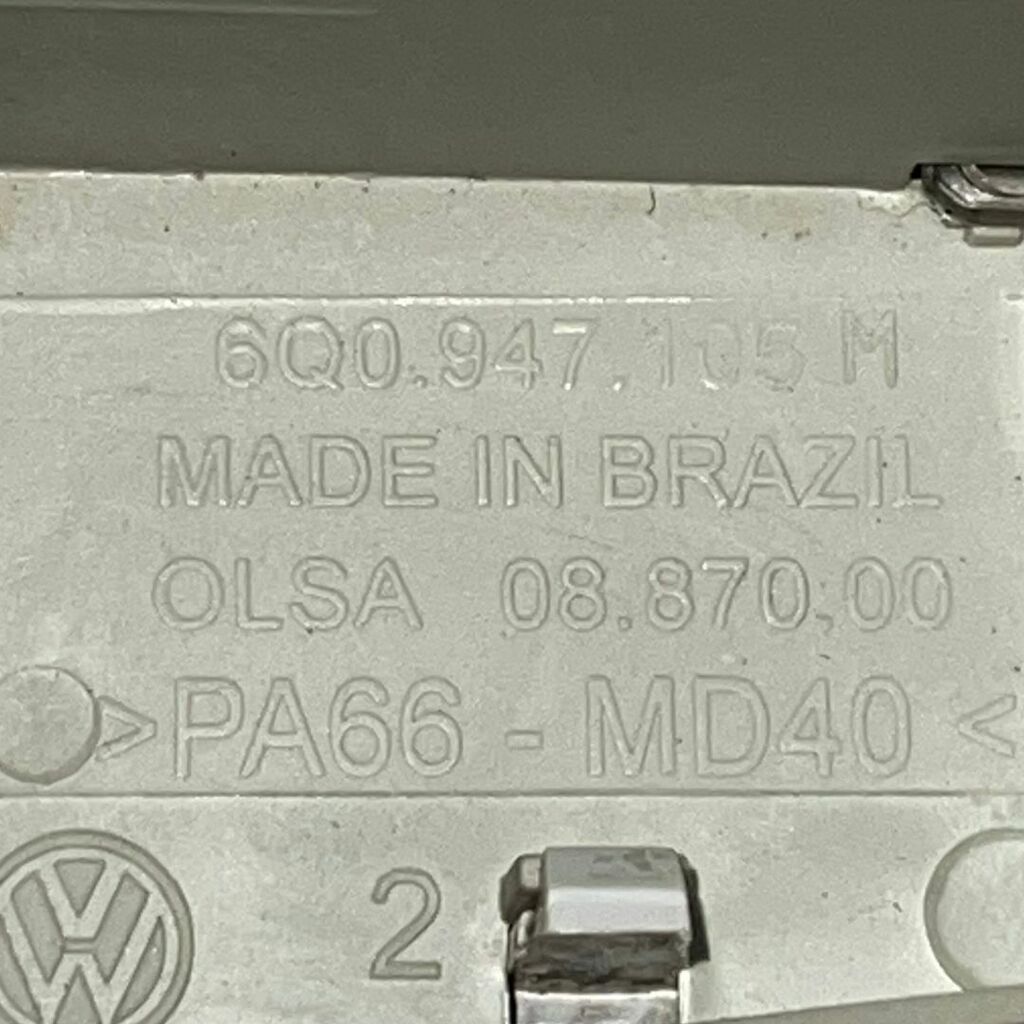 6Q0.947.105 M
MADE IN BRAZIL
OLSA 08.870.00
>PA66 - MD40<
2